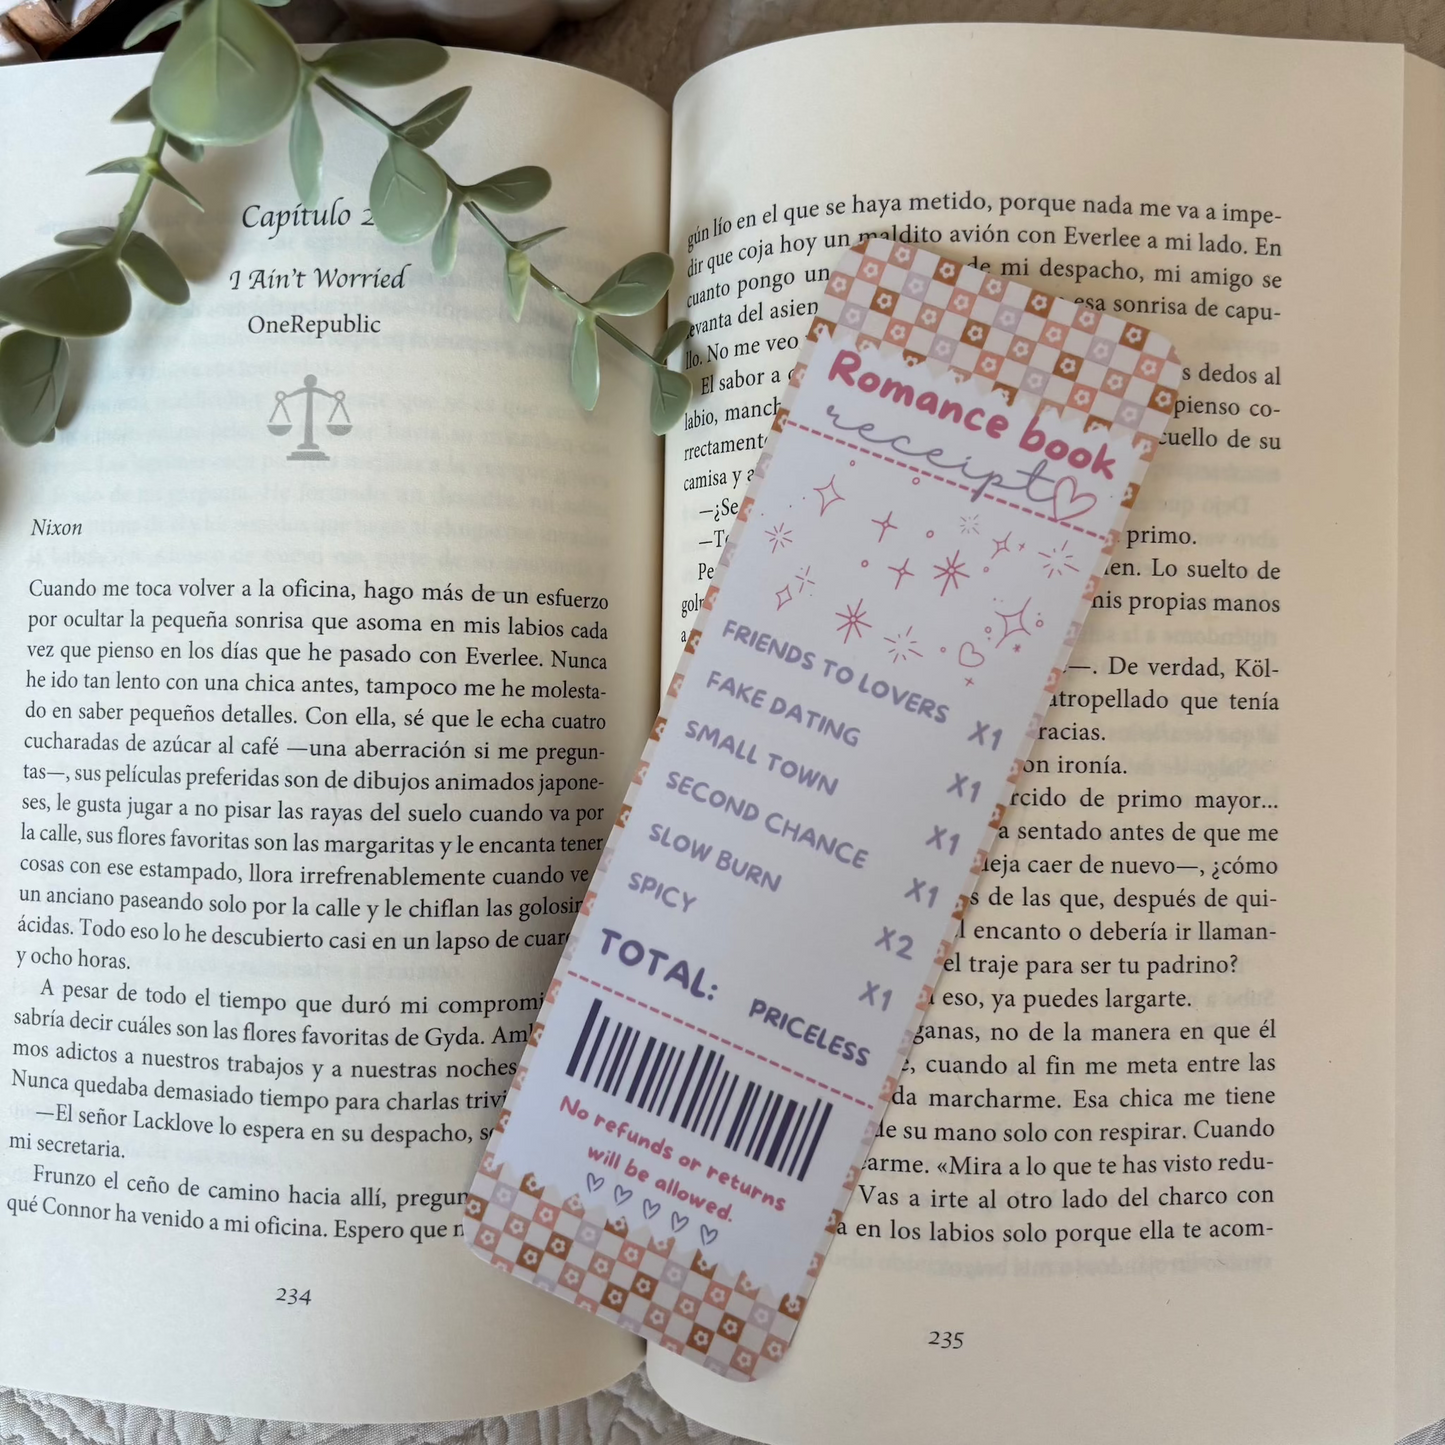 Capítulo 2
I Ain't Worried
OneRepublic
Nixon
Cuando me toca volver a la oficina, hago más de un esfuerzo
por ocultar la pequeña sonrisa que asoma en mis labios cada
vez que pienso en los días que he pasado con Everlee. Nunca
he ido tan lento con una chica antes, tampoco me he molesta-
do en saber pequeños detalles. Con ella, sé que le echa cuatro
cucharadas de azúcar al café —una aberración si me pregun-
tas—, sus películas preferidas son de dibujos animados japone-
ses, le gusta jugar a no pisar las rayas del suelo cuando va por
la calle, sus flores favoritas son las margaritas y le encanta tener
cosas con ese estampado, llora irrefrenablemente cuando ve
un anciano paseando solo por la calle y le chiflan las
ácidas. Todo eso lo he descubierto casi en un lapso de
y ocho horas.
A pesar de todo el tiempo que duró mi
sabría decir cuáles son las flores favoritas de Gyda.
mos adictos a nuestros trabajos y a nuestras noches
Nunca quedaba demasiado tiempo para charlas
—El señor Lacklove lo espera en su despacho,
mi secretaria.
Frunzo el ceño de camino hacia allí,
qué Connor ha venido a mi oficina. Espero que
234
gún lío en el que se haya metido, porque nada me va a impe-
dir que coja hoy un maldito avión con Everlee a mi lado. En
cuanto pongo un de mi despacho, mi amigo se
levanta del asien esa sonrisa de capu-
llo. No me veo
El sabor a s dedos al
labio, manch pienso co-
rrectamente cuello de su
camisa y a
—¿Se
—T
Pe primo.
golp en. Lo suelto de
a mis propias manos
—. De verdad, Köl-
atropellado que tenía
racias.
on ironía.
rcido de primo mayor...
a sentado antes de que me
deja caer de nuevo—, ¿cómo
s de las que, después de qui-
l encanto o debería ir llaman-
el traje para ser tu padrino?
eso, ya puedes largarte.
ganas, no de la manera en que él
e, cuando al fin me meta entre las
da marcharme. Esa chica me tiene
de su mano solo con respirar. Cuando
arme. «Mira a lo que te has visto redu-
Vas a irte al otro lado del charco con
a en los labios solo porque ella te acom-
235
Romance book
receipt
FRIENDS TO LOVERS X1
FAKE DATING X1
SMALL TOWN X1
SECOND CHANCE X1
SLOW BURN X2
SPICY X1
TOTAL: PRICELESS
No refunds or returns
will be allowed.